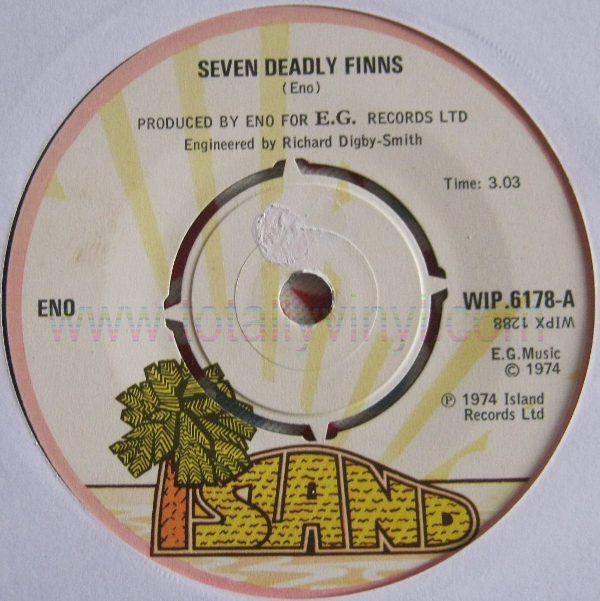 SEVEN DEADLY FINNS
(Eno)
PRODUCED BY ENO FOR E.G. RECORDS LTD
Engineered by Richard Digby-Smith
Time: 3.03
ENO
WIP.6178-A
WIPX 1288
www.totallyvinyl.com
E.G.Music
© 1974
℗ 1974 Island
Records Ltd
ISLAND